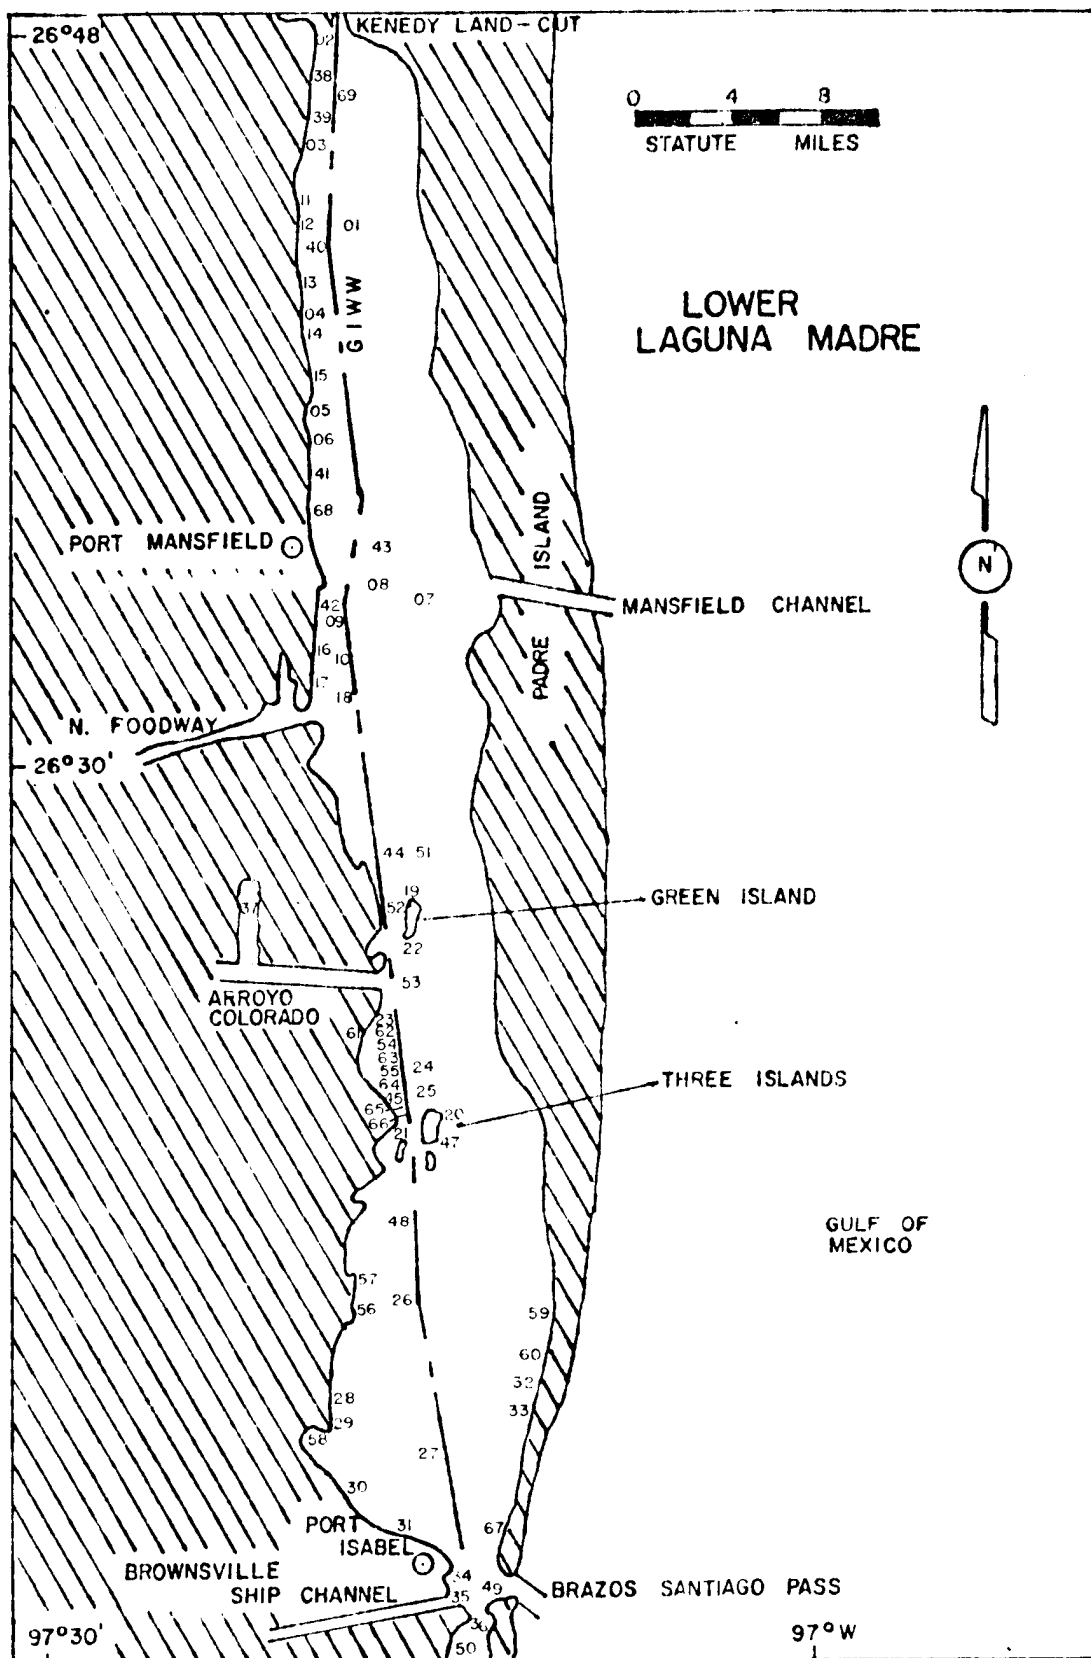 26°48'
KENEDY LAND-CUT
02
38
69
39
03
0 4 8
STATUTE MILES
11
12 01
40
13
04
14
GIWW
LOWER
LAGUNA MADRE
15
05
06
41
68
PORT MANSFIELD
43
08
07
ISLAND
PADRE
N
MANSFIELD CHANNEL
42
09
16 10
17
18
N. FOODWAY
26°30'
44 51
19
52
37
GREEN ISLAND
22
53
ARROYO
COLORADO
23
61 62
54
63
55 24
64
45 25
65
66
21
20
47
THREE ISLANDS
48
GULF OF
MEXICO
57
56
26
59
60
32
33
28
29
58
27
30
31
67
PORT
ISABEL
BROWNSVILLE
SHIP CHANNEL
34
35
49
BRAZOS SANTIAGO PASS
36
50
97°30'
97°W